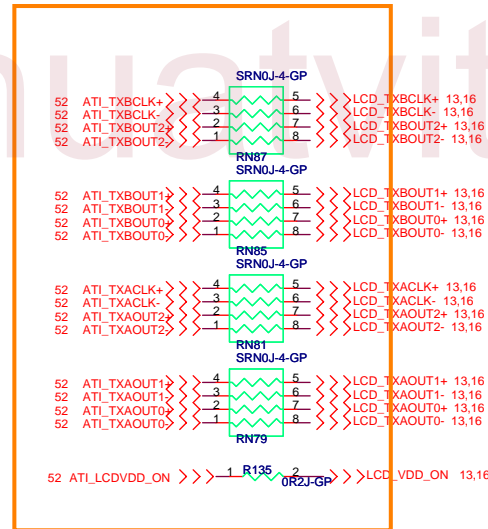 SRN0J-4-GP
52 ATI_TXBCLK+ 4 5 LCD_TXBCLK+ 13,16
52 ATI_TXBCLK- 3 6 LCD_TXBCLK- 13,16
52 ATI_TXBOUT2+ 2 7 LCD_TXBOUT2+ 13,16
52 ATI_TXBOUT2- 1 8 LCD_TXBOUT2- 13,16
RN87
SRN0J-4-GP
52 ATI_TXBOUT1+ 4 5 LCD_TXBOUT1+ 13,16
52 ATI_TXBOUT1- 3 6 LCD_TXBOUT1- 13,16
52 ATI_TXBOUT0+ 2 7 LCD_TXBOUT0+ 13,16
52 ATI_TXBOUT0- 1 8 LCD_TXBOUT0- 13,16
RN85
SRN0J-4-GP
52 ATI_TXACLK+ 4 5 LCD_TXACLK+ 13,16
52 ATI_TXACLK- 3 6 LCD_TXACLK- 13,16
52 ATI_TXAOUT2+ 2 7 LCD_TXAOUT2+ 13,16
52 ATI_TXAOUT2- 1 8 LCD_TXAOUT2- 13,16
RN81
SRN0J-4-GP
52 ATI_TXAOUT1+ 4 5 LCD_TXAOUT1+ 13,16
52 ATI_TXAOUT1- 3 6 LCD_TXAOUT1- 13,16
52 ATI_TXAOUT0+ 2 7 LCD_TXAOUT0+ 13,16
52 ATI_TXAOUT0- 1 8 LCD_TXAOUT0- 13,16
RN79
52 ATI_LCDVDD_ON 1 R135 2 LCD_VDD_ON 13,16
0R2J-GP